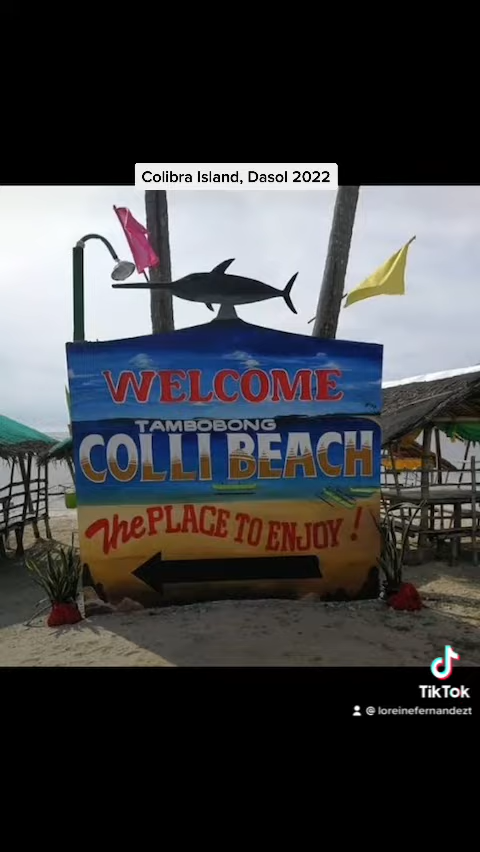 Colibra Island, Dasol 2022
WELCOME
TAMBOBONG
COLLI BEACH
The PLACE TO ENJOY!
TikTok
@loreinefernandezt